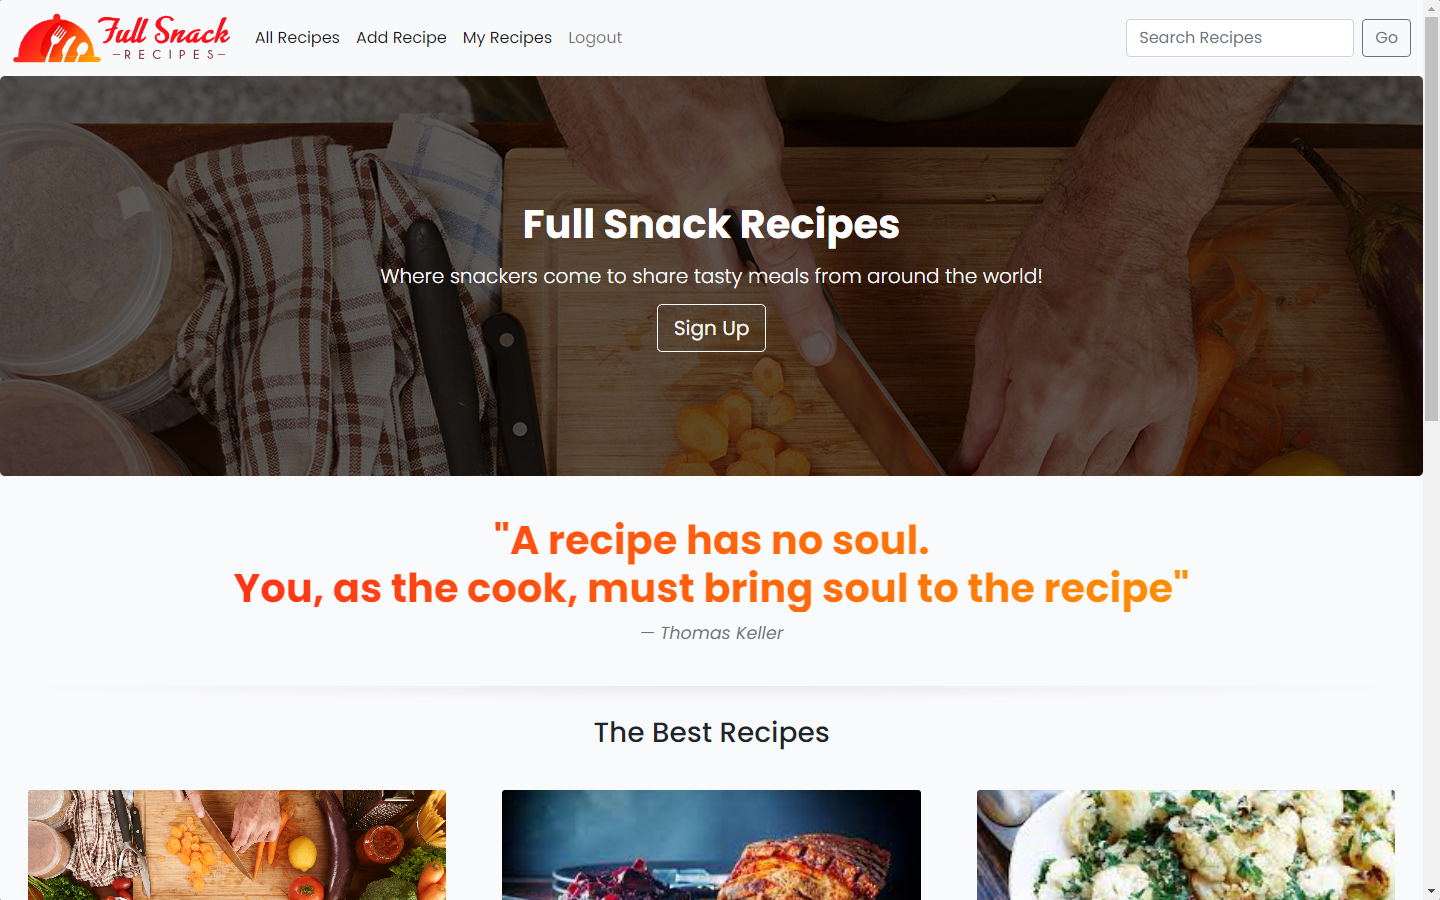 Full Snack
RECIPES
All Recipes
Add Recipe
My Recipes
Logout
Search Recipes
Go
Full Snack Recipes
Where snackers come to share tasty meals from around the world!
Sign Up
"A recipe has no soul.
You, as the cook, must bring soul to the recipe"
— Thomas Keller
The Best Recipes